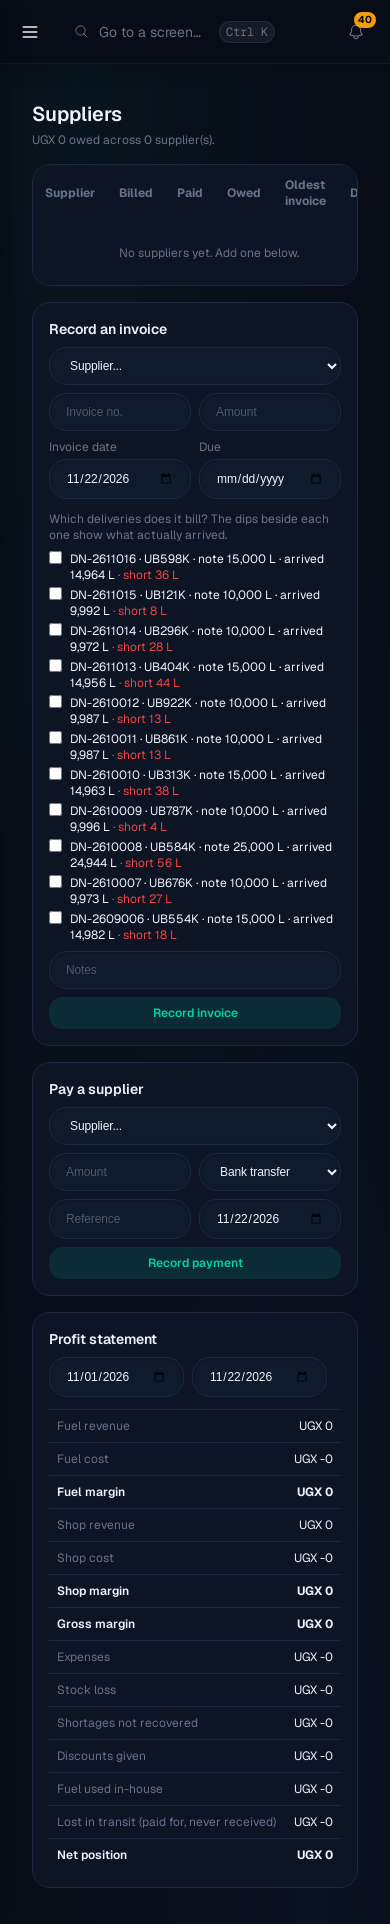 Go to a screen... Ctrl K
40
Suppliers
UGX 0 owed across 0 supplier(s).
Supplier Billed Paid Owed Oldest invoice D
No suppliers yet. Add one below.
Record an invoice
Supplier...
Invoice no. Amount
Invoice date Due
11/22/2026 mm/dd/yyyy
Which deliveries does it bill? The dips beside each
one show what actually arrived.
DN-2611016 · UB598K · note 15,000 L · arrived
14,964 L · short 36 L
DN-2611015 · UB121K · note 10,000 L · arrived
9,992 L · short 8 L
DN-2611014 · UB296K · note 10,000 L · arrived
9,972 L · short 28 L
DN-2611013 · UB404K · note 15,000 L · arrived
14,956 L · short 44 L
DN-2610012 · UB922K · note 10,000 L · arrived
9,987 L · short 13 L
DN-2610011 · UB861K · note 10,000 L · arrived
9,987 L · short 13 L
DN-2610010 · UB313K · note 15,000 L · arrived
14,963 L · short 38 L
DN-2610009 · UB787K · note 10,000 L · arrived
9,996 L · short 4 L
DN-2610008 · UB584K · note 25,000 L · arrived
24,944 L · short 56 L
DN-2610007 · UB676K · note 10,000 L · arrived
9,973 L · short 27 L
DN-2609006 · UB554K · note 15,000 L · arrived
14,982 L · short 18 L
Notes
Record invoice
Pay a supplier
Supplier...
Amount Bank transfer
Reference 11/22/2026
Record payment
Profit statement
11/01/2026 11/22/2026
Fuel revenue UGX 0
Fuel cost UGX -0
Fuel margin UGX 0
Shop revenue UGX 0
Shop cost UGX -0
Shop margin UGX 0
Gross margin UGX 0
Expenses UGX -0
Stock loss UGX -0
Shortages not recovered UGX -0
Discounts given UGX -0
Fuel used in-house UGX -0
Lost in transit (paid for, never received) UGX -0
Net position UGX 0